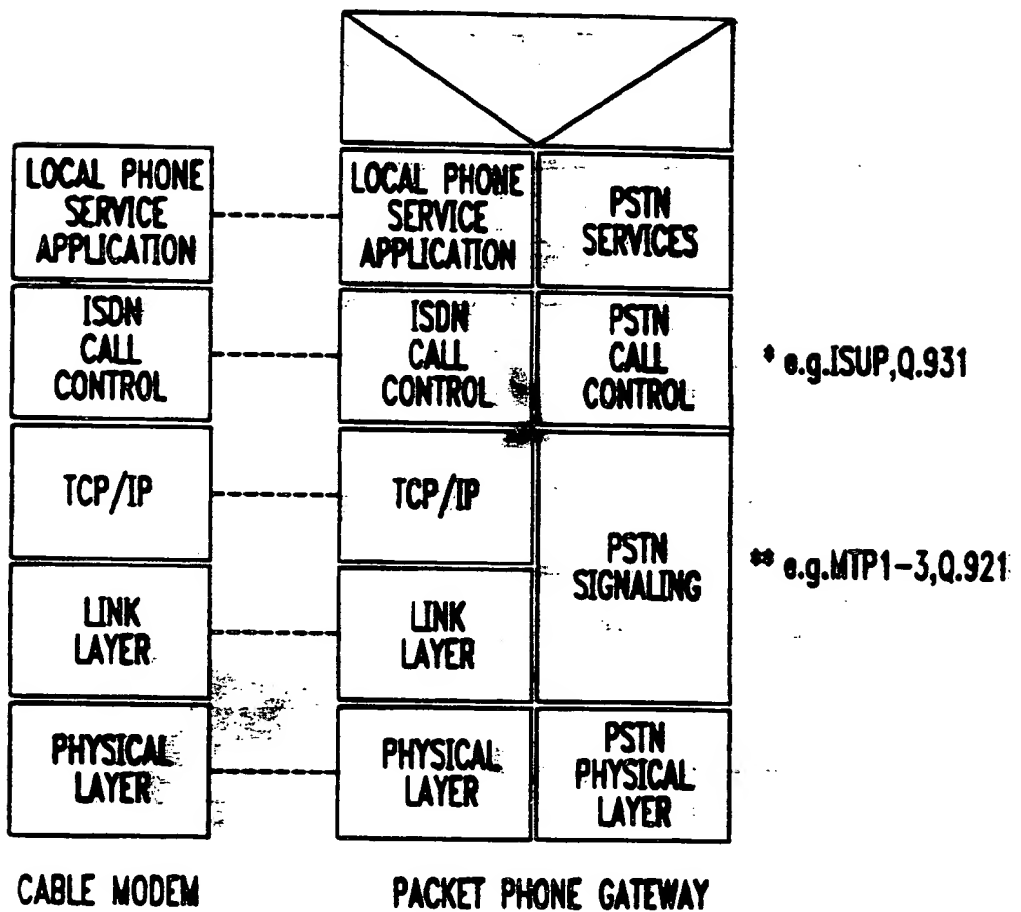 LOCAL PHONE
SERVICE
APPLICATION
LOCAL PHONE
SERVICE
APPLICATION
PSTN
SERVICES
ISDN
CALL
CONTROL
ISDN
CALL
CONTROL
PSTN
CALL
CONTROL
* e.g.ISUP,Q.931
TCP/IP
TCP/IP
PSTN
SIGNALING
** e.g.MTP1-3,Q.921
LINK
LAYER
LINK
LAYER
PHYSICAL
LAYER
PHYSICAL
LAYER
PSTN
PHYSICAL
LAYER
CABLE MODEM
PACKET PHONE GATEWAY